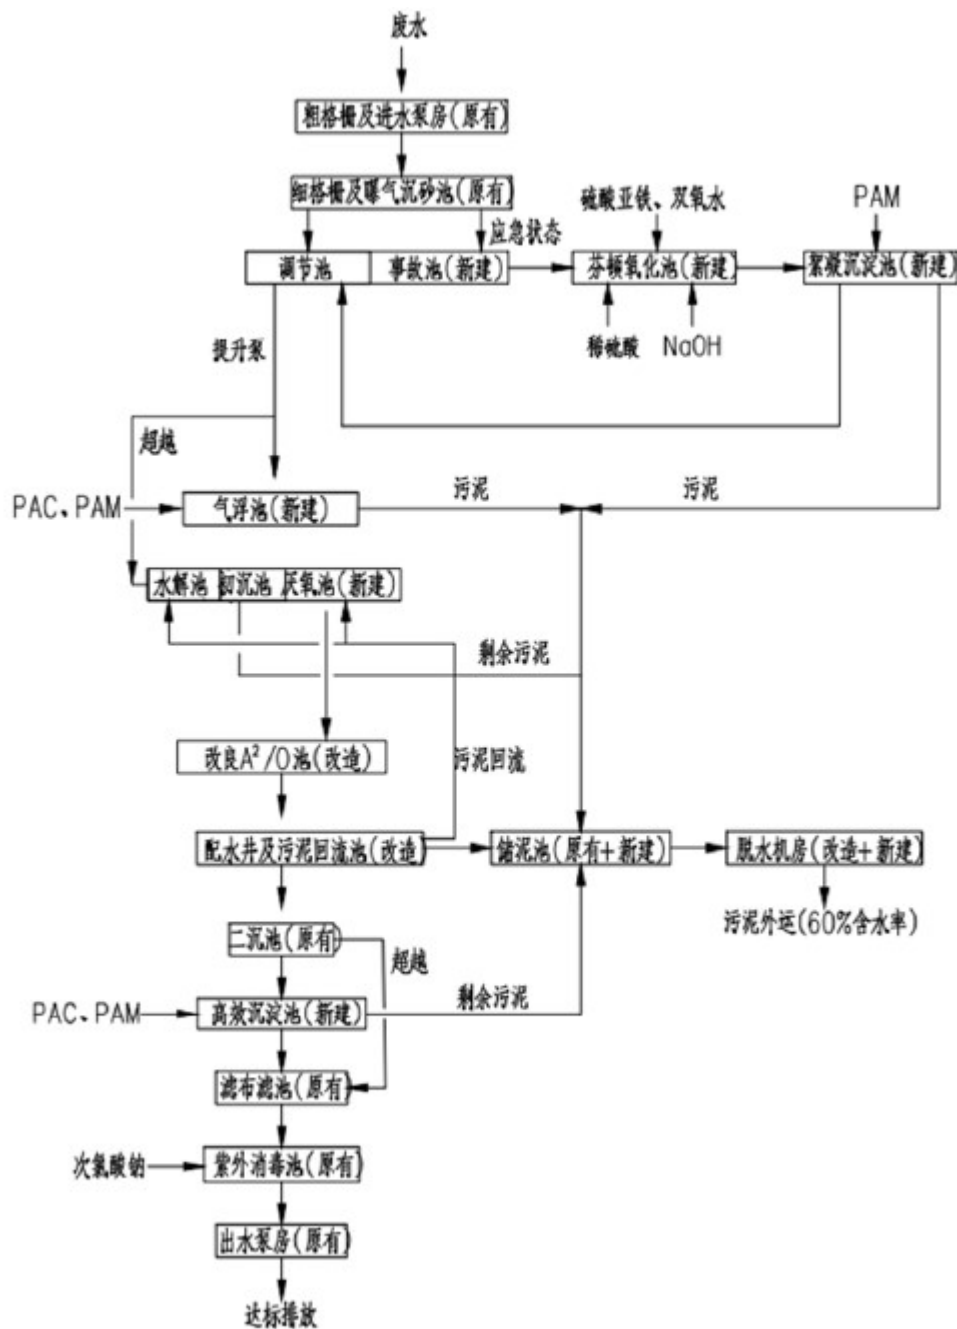 废水
粗格栅及进水泵房(原有)
细格栅及曝气沉砂池(原有)
应急状态
硫酸亚铁、双氧水
PAM
调节池
事故池(新建)
芬顿氧化池(新建)
絮凝沉淀池(新建)
提升泵
稀硫酸
NaOH
超越
PAC、PAM
气浮池(新建)
污泥
污泥
水解池
初沉池
厌氧池(新建)
剩余污泥
改良A²/O池(改造)
污泥回流
配水井及污泥回流池(改造)
储泥池(原有+新建)
脱水机房(改造+新建)
污泥外运(60%含水率)
二沉池(原有)
超越
PAC、PAM
高效沉淀池(新建)
剩余污泥
滤布滤池(原有)
次氯酸钠
紫外消毒池(原有)
出水泵房(原有)
达标排放